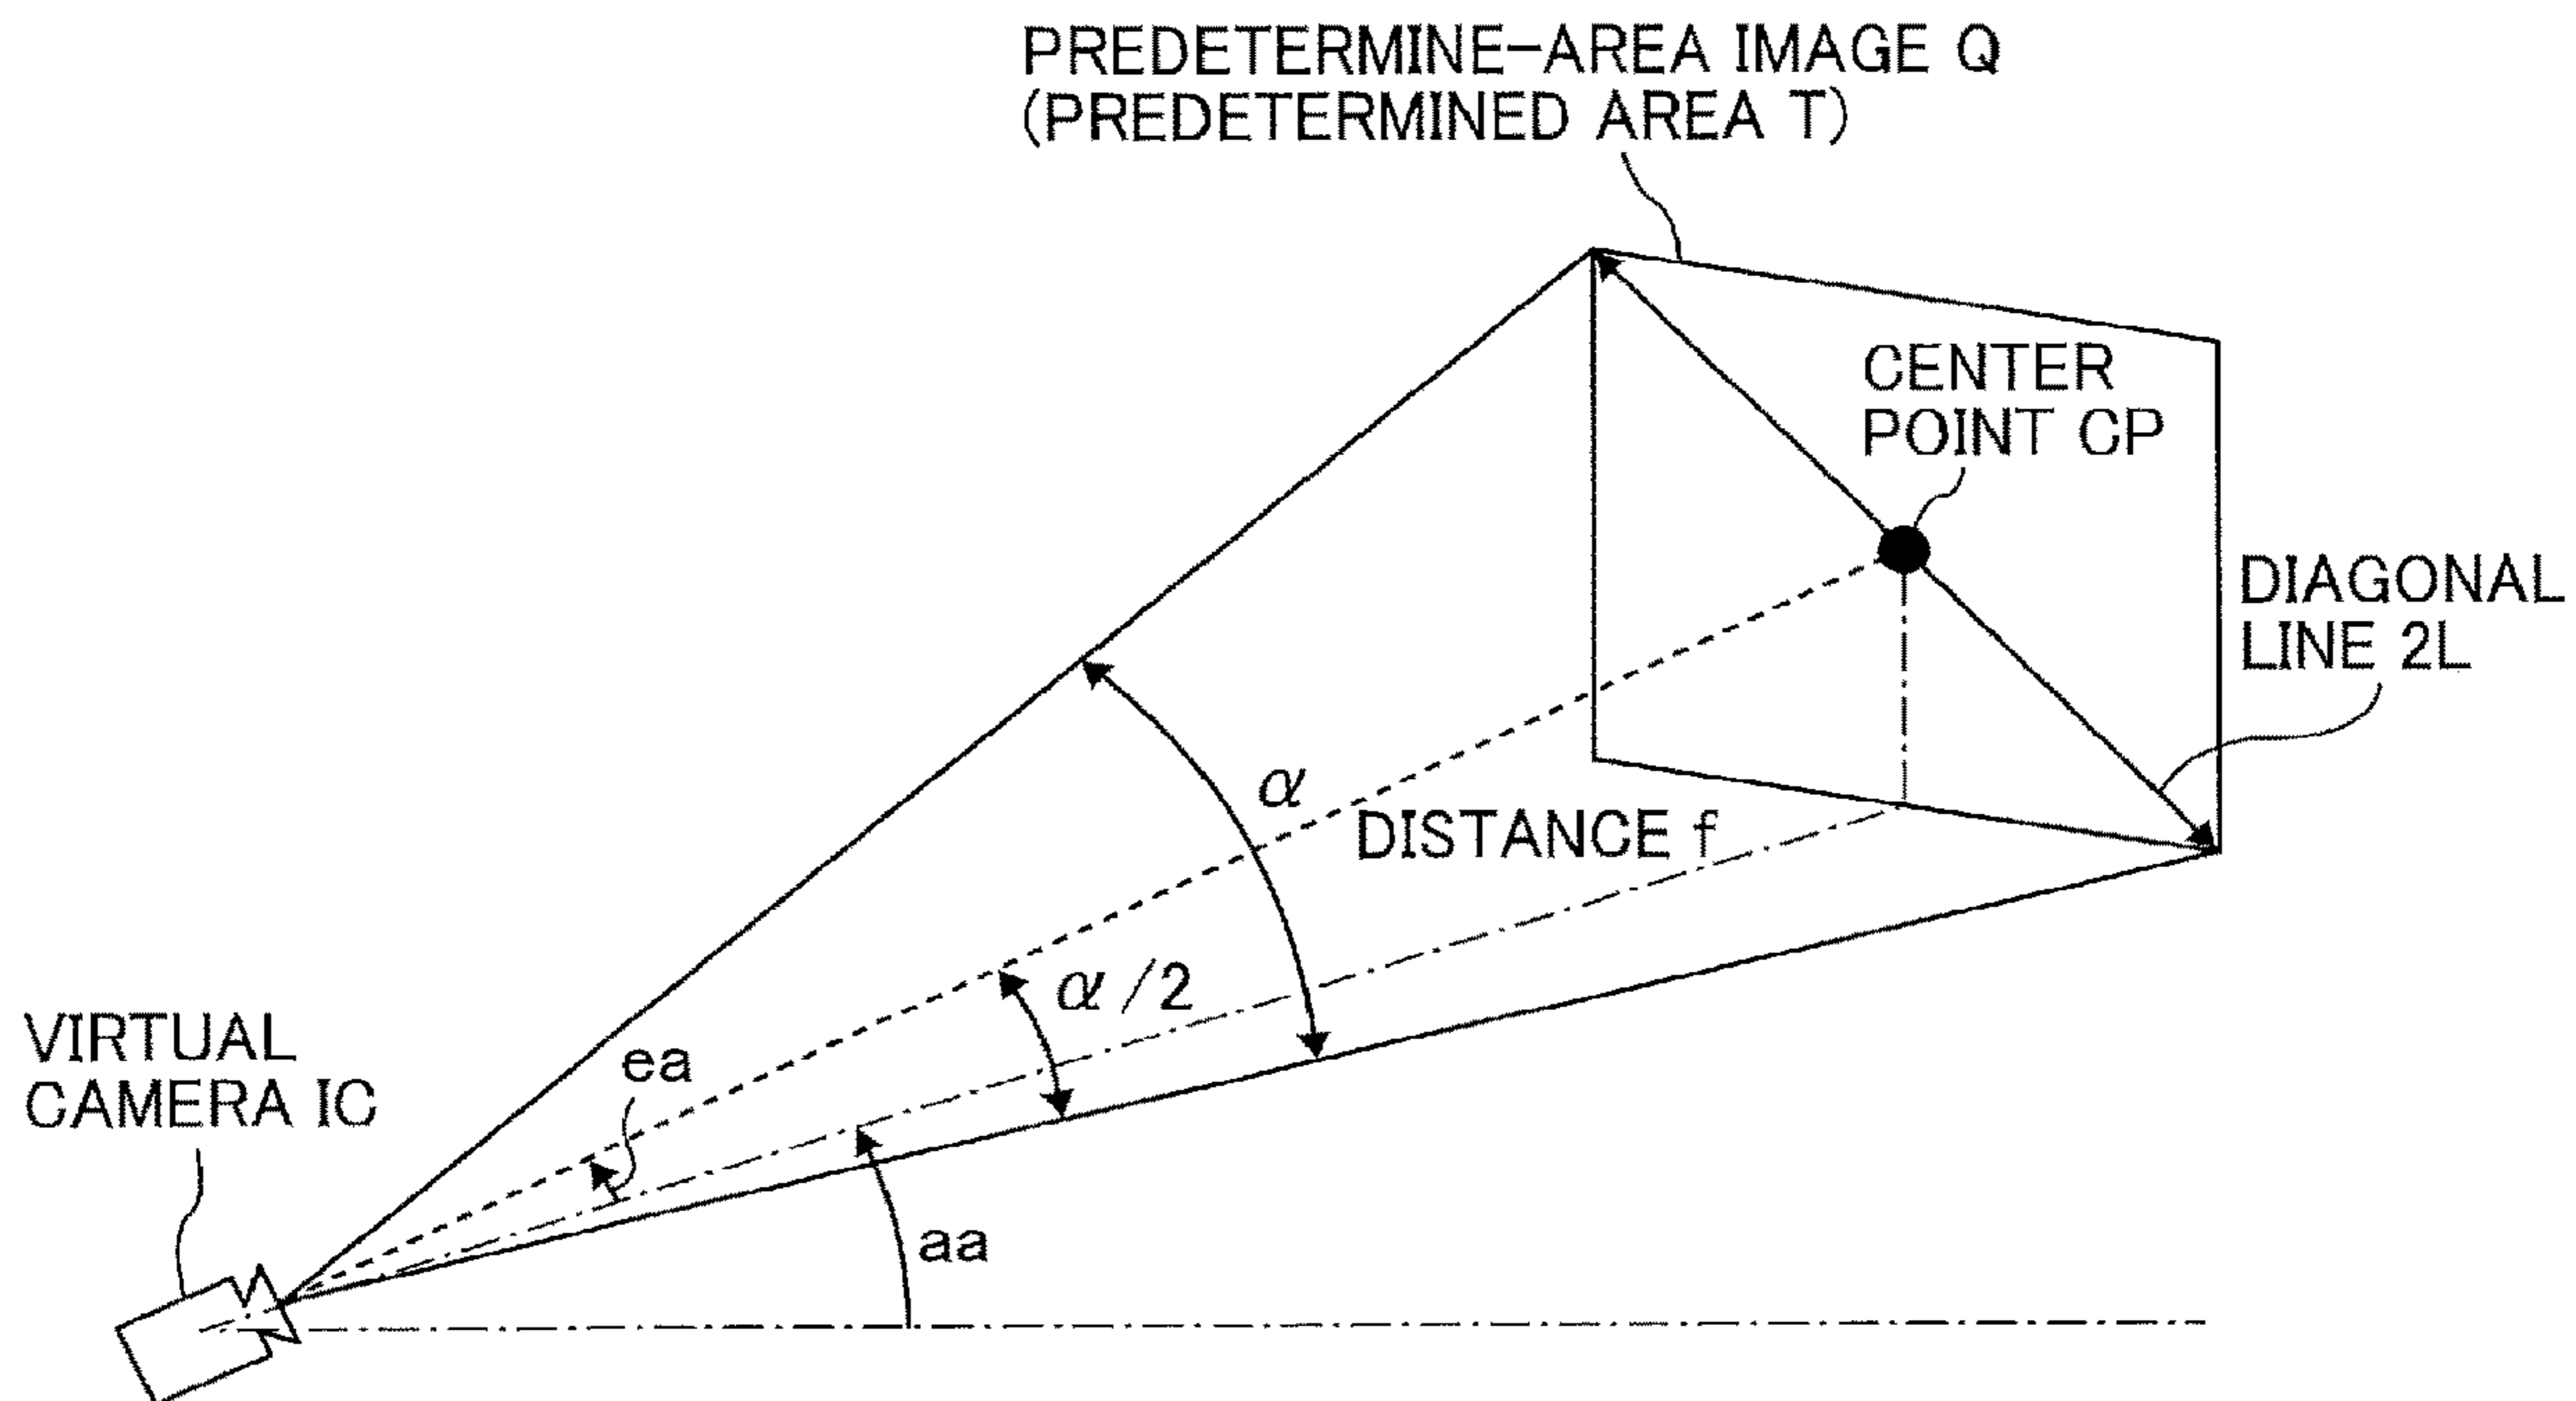 PREDETERMINE-AREA IMAGE Q
(PREDETERMINED AREA T)
CENTER
POINT CP
DIAGONAL
LINE 2L
α
DISTANCE f
α/2
VIRTUAL
CAMERA IC
ea
aa